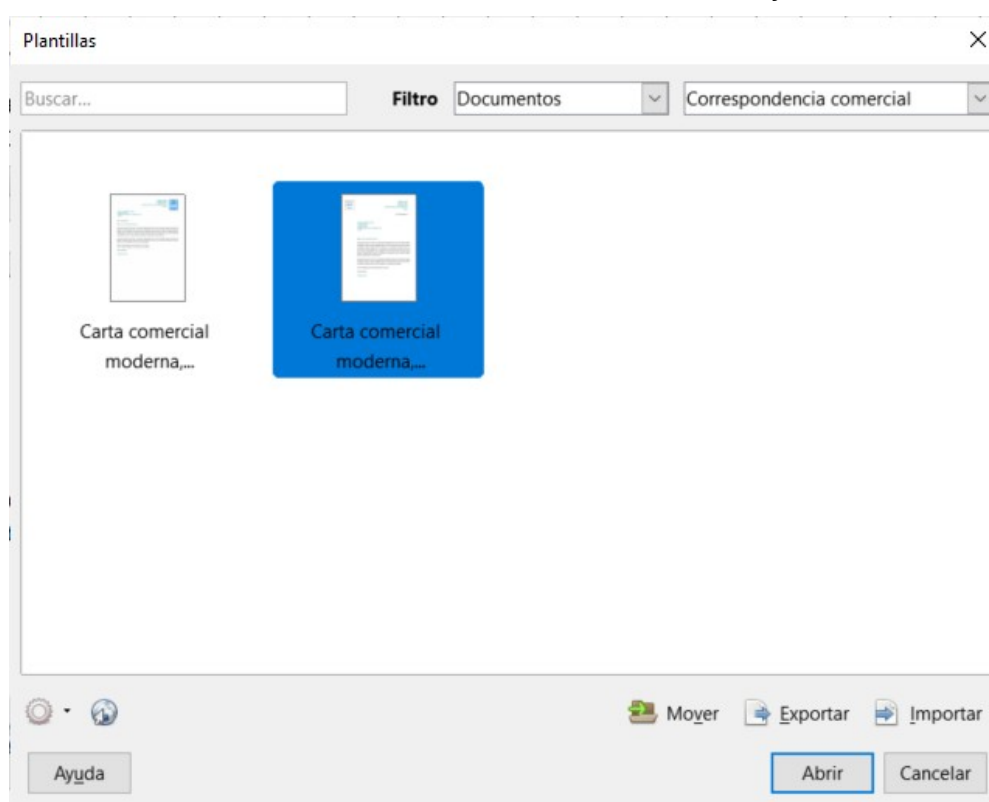 Plantillas
Buscar...
Filtro
Documentos
Correspondencia comercial
Carta comercial
moderna,...
Carta comercial
moderna,...
Mover
Exportar
Importar
Ayuda
Abrir
Cancelar